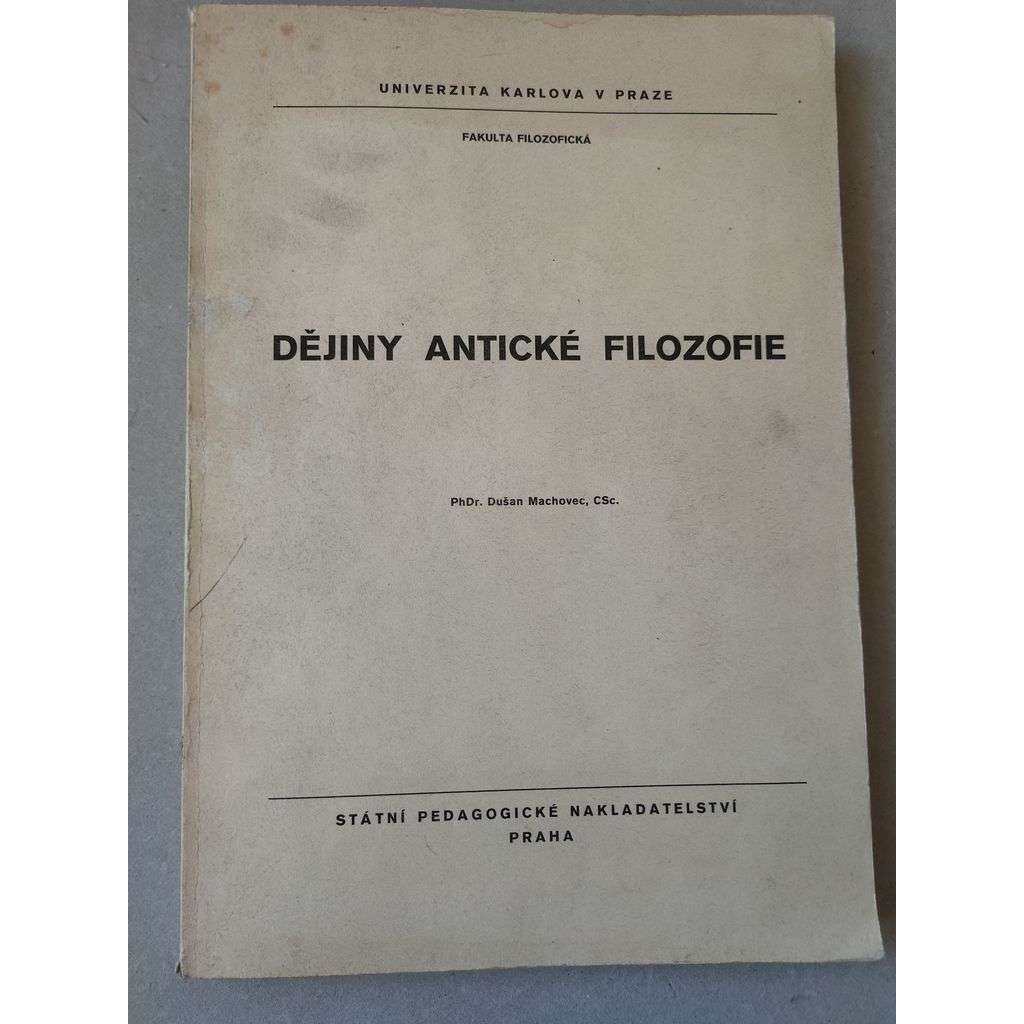 UNIVERZITA KARLOVA V PRAZE
FAKULTA FILOZOFICKÁ
DĚJINY ANTICKÉ FILOZOFIE
PhDr. Dušan Machovec, CSc.
STÁTNÍ PEDAGOGICKÉ NAKLADATELSTVÍ
PRAHA